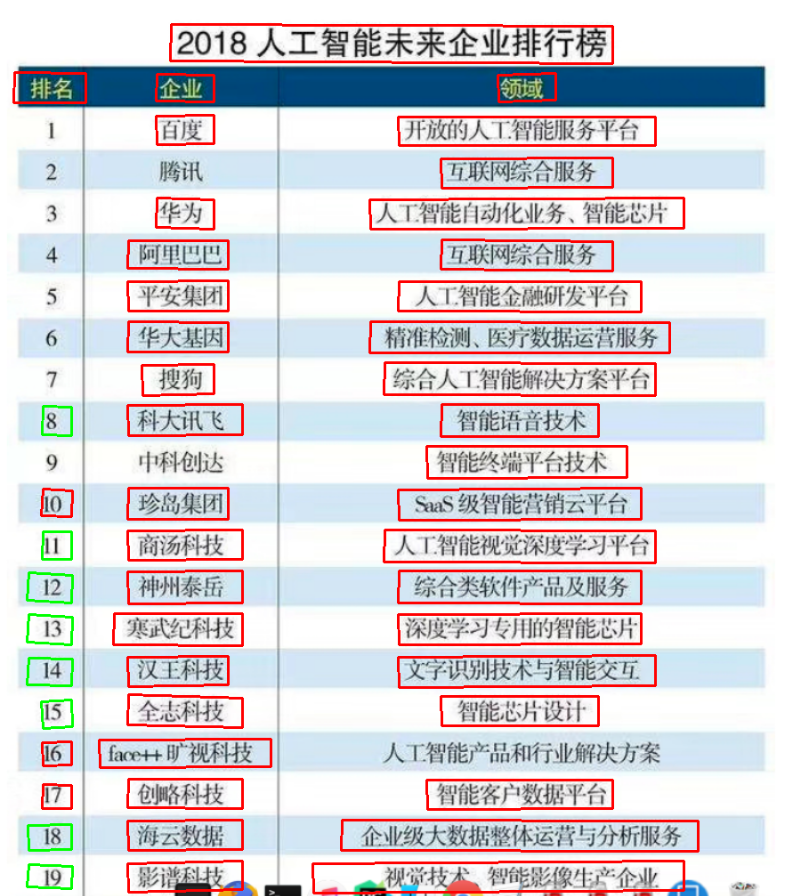 2018 人工智能未来企业排行榜
排名 企业 领域
1 百度 开放的人工智能服务平台
2 腾讯 互联网综合服务
3 华为 人工智能自动化业务、智能芯片
4 阿里巴巴 互联网综合服务
5 平安集团 人工智能金融研发平台
6 华大基因 精准检测、医疗数据运营服务
7 搜狗 综合人工智能解决方案平台
8 科大讯飞 智能语音技术
9 中科创达 智能终端平台技术
10 珍岛集团 SaaS 级智能营销云平台
11 商汤科技 人工智能视觉深度学习平台
12 神州泰岳 综合类软件产品及服务
13 寒武纪科技 深度学习专用的智能芯片
14 汉王科技 文字识别技术与智能交互
15 全志科技 智能芯片设计
16 face++ 旷视科技 人工智能产品和行业解决方案
17 创略科技 智能客户数据平台
18 海云数据 企业级大数据整体运营与分析服务
19 影谱科技 视觉技术、智能影像生产企业